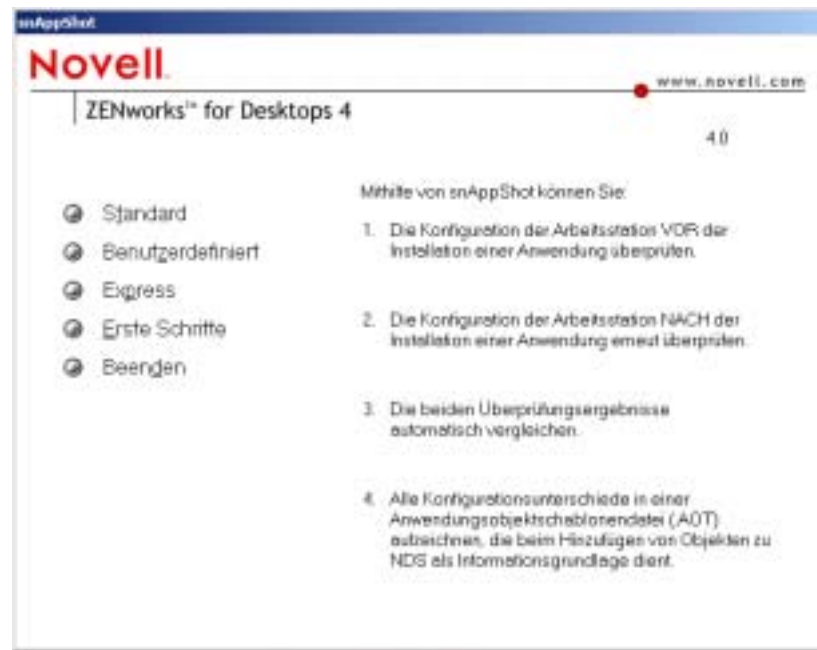 snAppShot
Novell.
www.novell.com
ZENworks™ for Desktops 4
4.0
Standard
Benutzerdefiniert
Express
Erste Schritte
Beenden
Mithilfe von snAppShot können Sie:
1. Die Konfiguration der Arbeitsstation VOR der
Installation einer Anwendung überprüfen.
2. Die Konfiguration der Arbeitsstation NACH der
Installation einer Anwendung erneut überprüfen.
3. Die beiden Überprüfungsergebnisse
automatisch vergleichen.
4. Alle Konfigurationsunterschiede in einer
Anwendungsobjektschablonendatei (.AOT)
aufzeichnen, die beim Hinzufügen von Objekten zu
NDS als Informationsgrundlage dient.